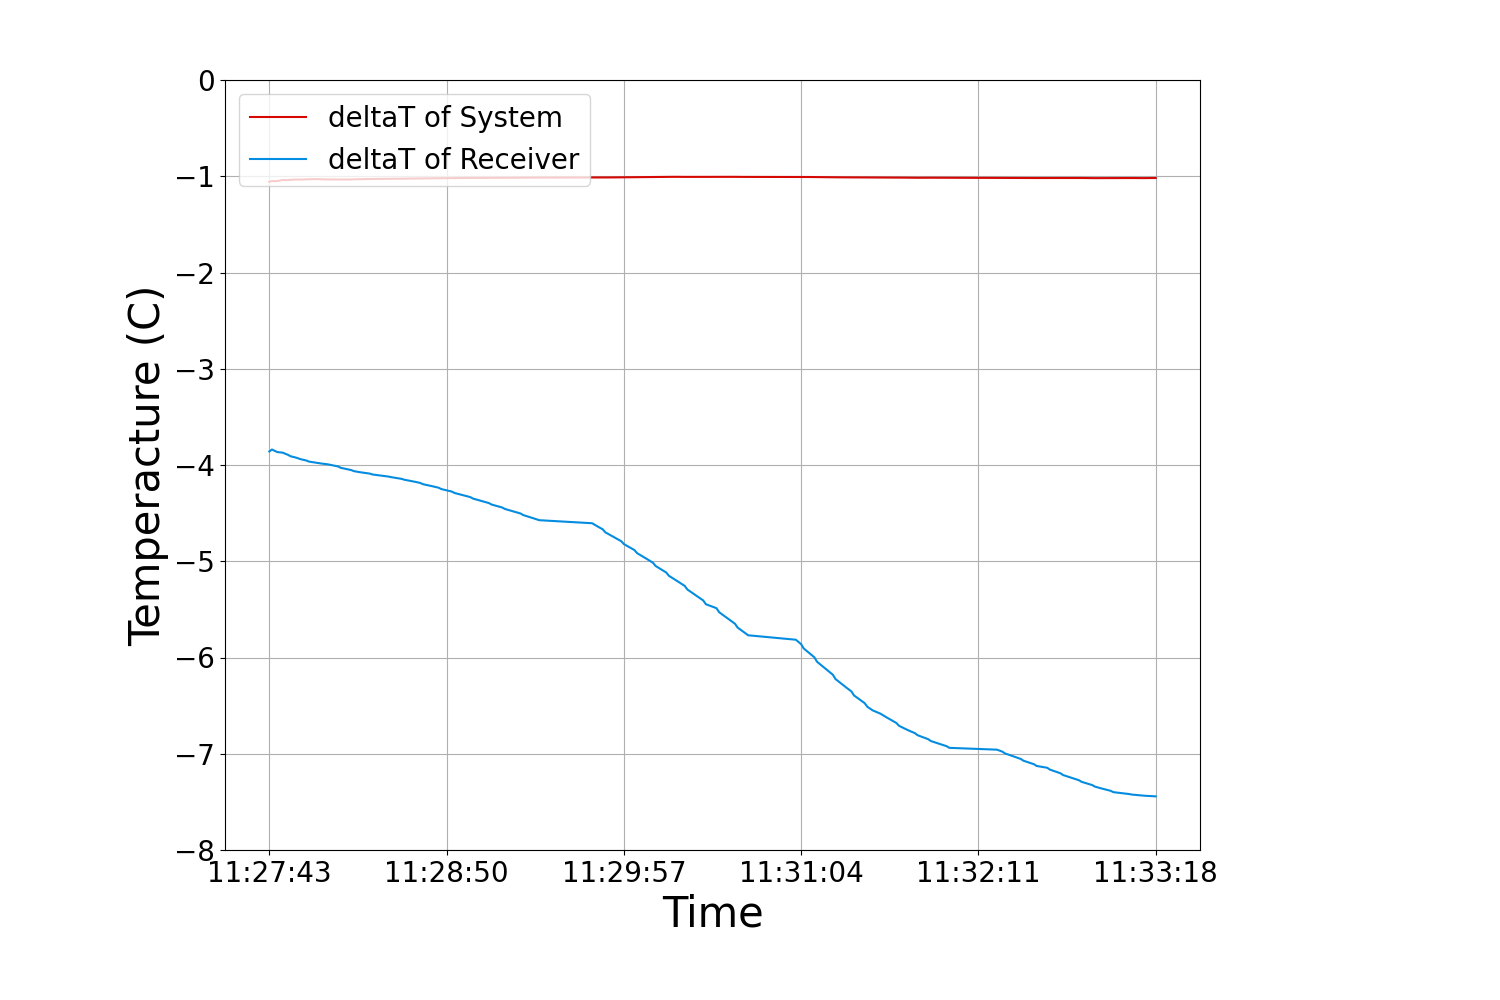 0
−1
−2
−3
−4
−5
−6
−7
−8
Temperacture (C)
deltaT of System
deltaT of Receiver
11:27:43 11:28:50 11:29:57 11:31:04 11:32:11 11:33:18
Time